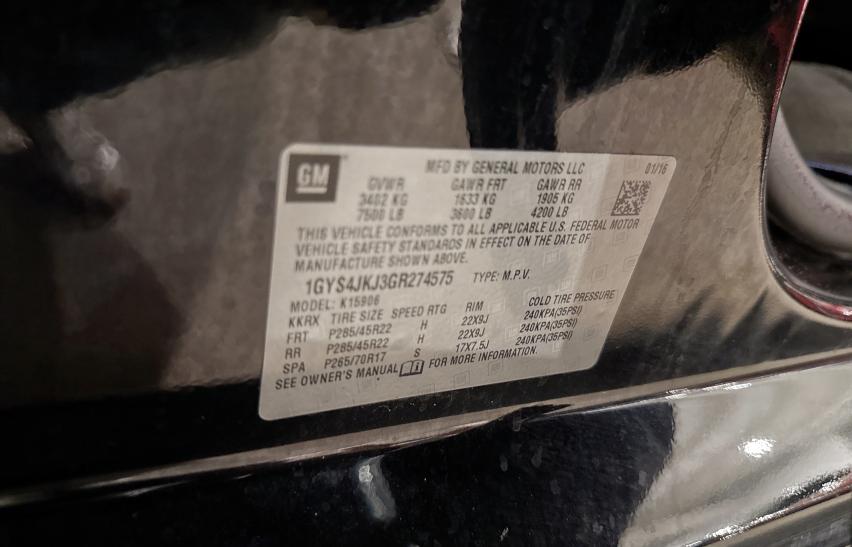 GM MFD BY GENERAL MOTORS LLC 01/16
GVWR GAWR FRT GAWR RR
3402 KG 1633 KG 1905 KG
7500 LB 3600 LB 4200 LB
THIS VEHICLE CONFORMS TO ALL APPLICABLE U.S. FEDERAL MOTOR
VEHICLE SAFETY STANDARDS IN EFFECT ON THE DATE OF
MANUFACTURE SHOWN ABOVE.
1GYS4JKJ3GR274575 TYPE: M.P.V.
MODEL: K15906
KKRX TIRE SIZE SPEED RTG RIM COLD TIRE PRESSURE
FRT P285/45R22 H 22X9J 240KPA(35PSI)
RR P285/45R22 H 22X9J 240KPA(35PSI)
SPA P265/70R17 S 17X7.5J 240KPA(35PSI)
SEE OWNER'S MANUAL FOR MORE INFORMATION.